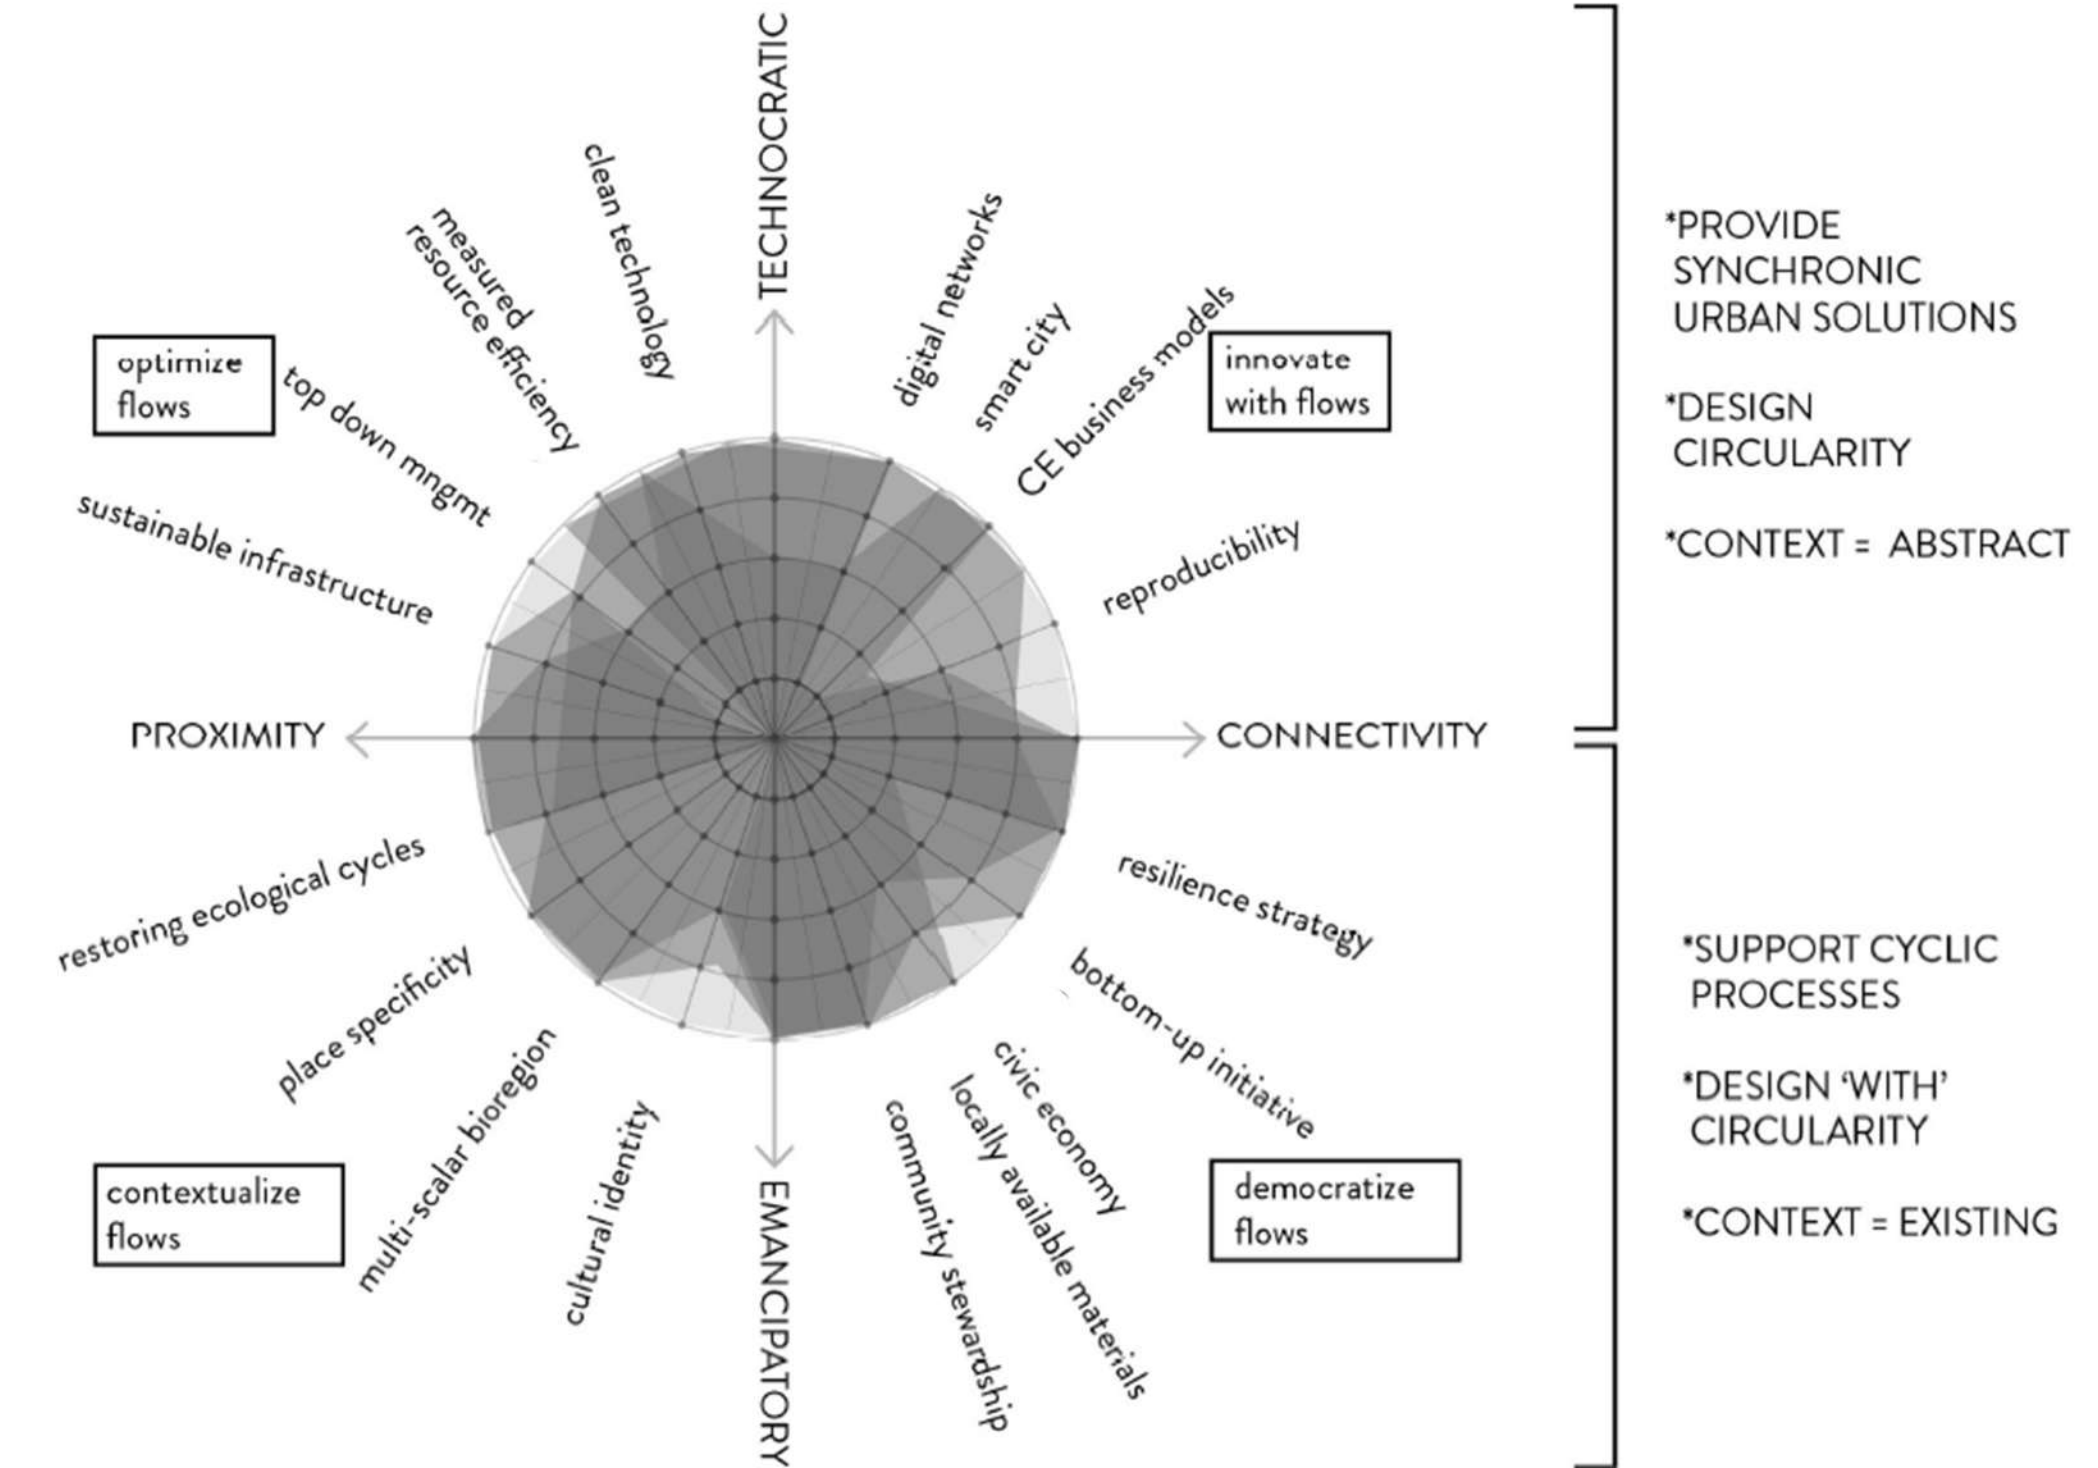 TECHNOCRATIC
clean technology
measured
resource efficiency
optimize
flows
top down mngmt
sustainable infrastructure
digital networks
smart city
CE business models
innovate
with flows
reproducibility
PROXIMITY
CONNECTIVITY
restoring ecological cycles
place specificity
multi-scalar bioregion
contextualize
flows
cultural identity
EMANCIPATORY
resilience strategy
bottom-up initiative
civic economy
locally available materials
community stewardship
democratize
flows
*PROVIDE
SYNCHRONIC
URBAN SOLUTIONS
*DESIGN
CIRCULARITY
*CONTEXT = ABSTRACT
*SUPPORT CYCLIC
PROCESSES
*DESIGN ‘WITH’
CIRCULARITY
*CONTEXT = EXISTING